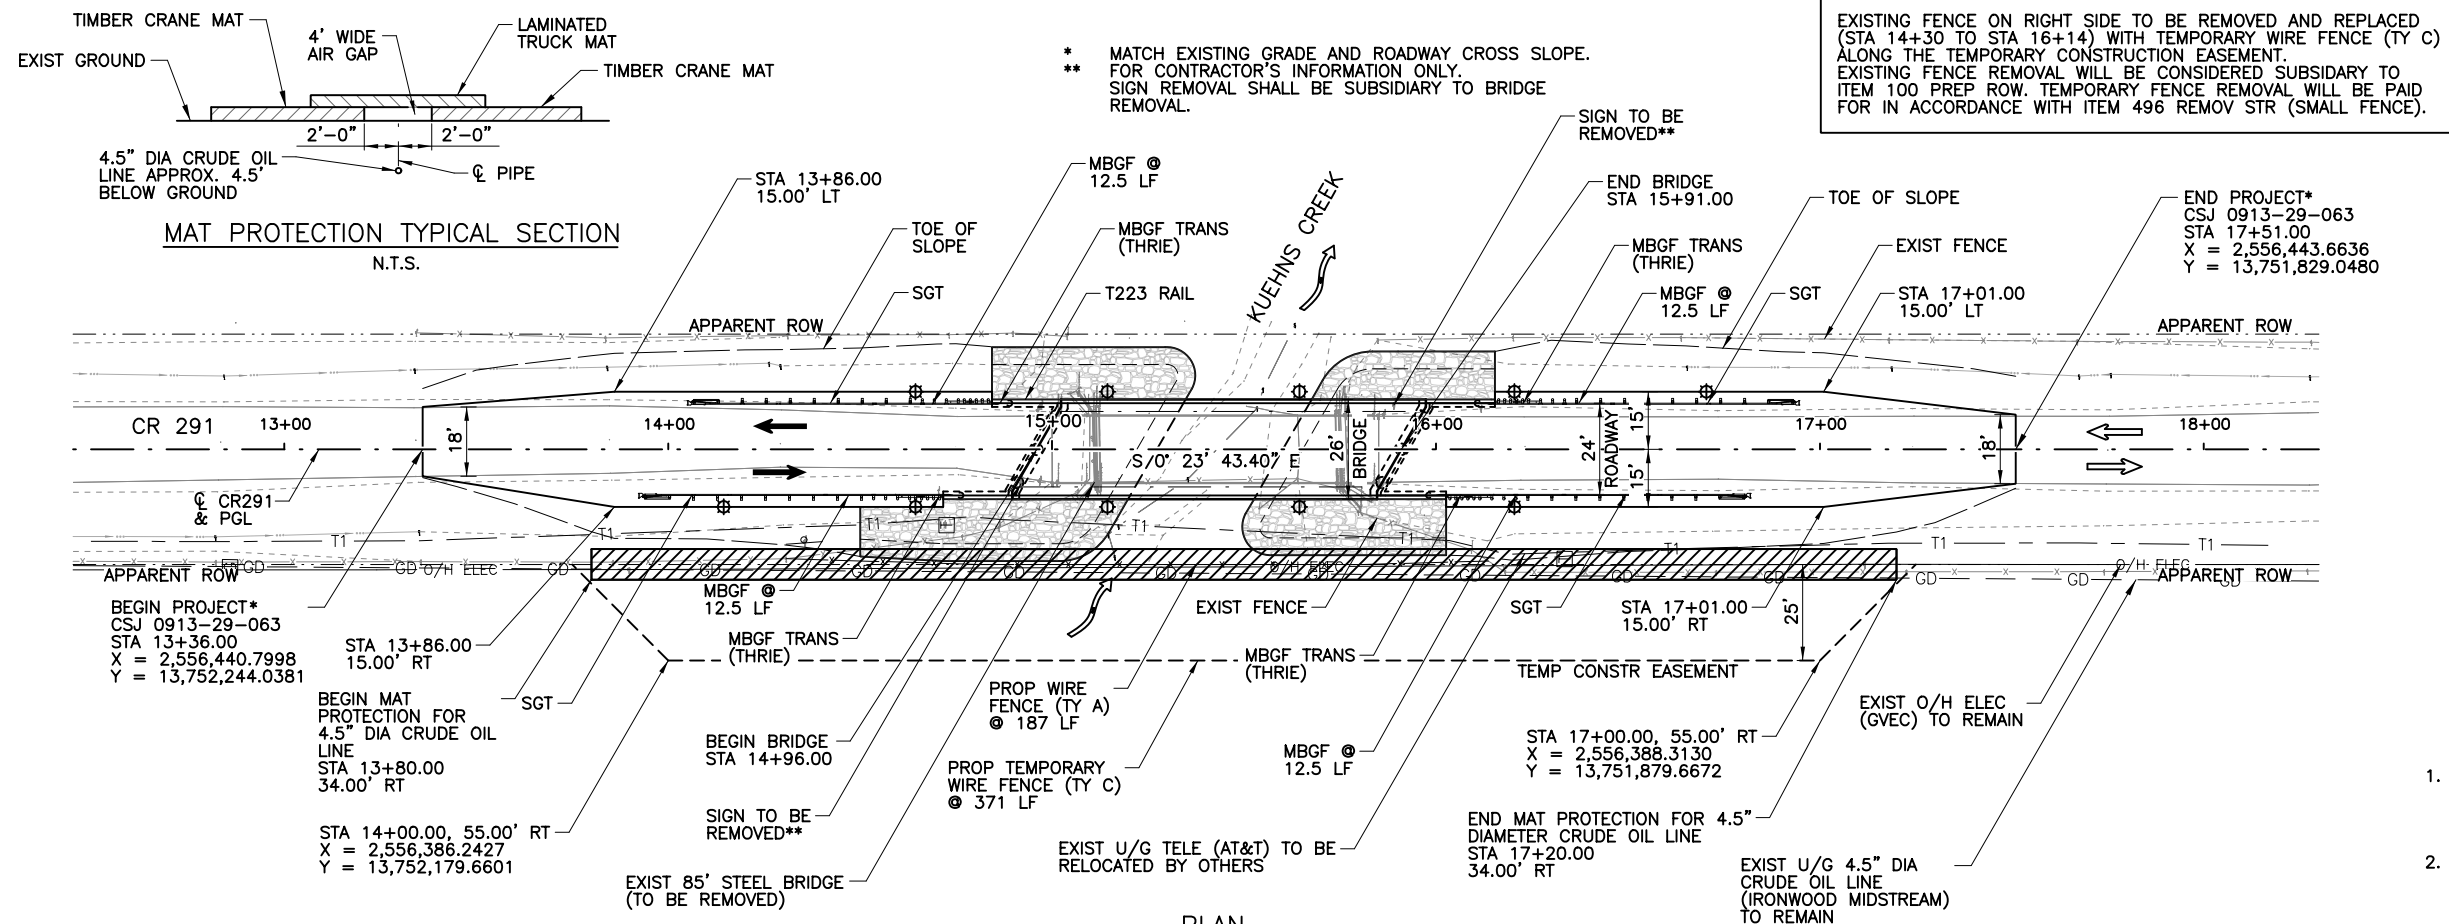 TIMBER CRANE MAT
EXIST GROUND
4' WIDE
AIR GAP
LAMINATED
TRUCK MAT
TIMBER CRANE MAT
2'-0"
2'-0"
4.5" DIA CRUDE OIL
LINE APPROX. 4.5'
BELOW GROUND
℄ PIPE
MAT PROTECTION TYPICAL SECTION
N.T.S.
* MATCH EXISTING GRADE AND ROADWAY CROSS SLOPE.
** FOR CONTRACTOR'S INFORMATION ONLY.
SIGN REMOVAL SHALL BE SUBSIDIARY TO BRIDGE
REMOVAL.
EXISTING FENCE ON RIGHT SIDE TO BE REMOVED AND REPLACED
(STA 14+30 TO STA 16+14) WITH TEMPORARY WIRE FENCE (TY C)
ALONG THE TEMPORARY CONSTRUCTION EASEMENT.
EXISTING FENCE REMOVAL WILL BE CONSIDERED SUBSIDARY TO
ITEM 100 PREP ROW. TEMPORARY FENCE REMOVAL WILL BE PAID
FOR IN ACCORDANCE WITH ITEM 496 REMOV STR (SMALL FENCE).
STA 13+86.00
15.00' LT
TOE OF
SLOPE
SGT
MBGF @
12.5 LF
MBGF TRANS
(THRIE)
T223 RAIL
KUEHNS CREEK
SIGN TO BE
REMOVED**
END BRIDGE
STA 15+91.00
MBGF TRANS
(THRIE)
MBGF @
12.5 LF
TOE OF SLOPE
EXIST FENCE
SGT
STA 17+01.00
15.00' LT
END PROJECT*
CSJ 0913-29-063
STA 17+51.00
X = 2,556,443.6636
Y = 13,751,829.0480
APPARENT ROW
APPARENT ROW
CR 291
13+00
14+00
15+00
16+00
17+00
18+00
18'
S 0° 23' 43.40" E
26'
BRIDGE
24'
ROADWAY
15'
15'
18'
℄ CR291
& PGL
T1
T1
T1
T1
T1
T1
T1
T1
GD
GD
O/H ELEC
GD
GD
GD
GD
GD
O/H ELEC
GD
GD
GD
GD
GD
GD
O/H ELEC
GD
APPARENT ROW
APPARENT ROW
25'
BEGIN PROJECT*
CSJ 0913-29-063
STA 13+36.00
X = 2,556,440.7998
Y = 13,752,244.0381
STA 13+86.00
15.00' RT
BEGIN MAT
PROTECTION FOR
4.5" DIA CRUDE OIL
LINE
STA 13+80.00
34.00' RT
SGT
STA 14+00.00, 55.00' RT
X = 2,556,386.2427
Y = 13,752,179.6601
MBGF @
12.5 LF
MBGF TRANS
(THRIE)
BEGIN BRIDGE
STA 14+96.00
SIGN TO BE
REMOVED**
EXIST 85' STEEL BRIDGE
(TO BE REMOVED)
PROP WIRE
FENCE (TY A)
@ 187 LF
PROP TEMPORARY
WIRE FENCE (TY C)
@ 371 LF
EXIST FENCE
MBGF TRANS
(THRIE)
MBGF @
12.5 LF
EXIST U/G TELE (AT&T) TO BE
RELOCATED BY OTHERS
SGT
STA 17+01.00
15.00' RT
TEMP CONSTR EASEMENT
STA 17+00.00, 55.00' RT
X = 2,556,388.3130
Y = 13,751,879.6672
END MAT PROTECTION FOR 4.5"
DIAMETER CRUDE OIL LINE
STA 17+20.00
34.00' RT
EXIST O/H ELEC
(GVEC) TO REMAIN
EXIST U/G 4.5" DIA
CRUDE OIL LINE
(IRONWOOD MIDSTREAM)
TO REMAIN
1.
2.
PLAN